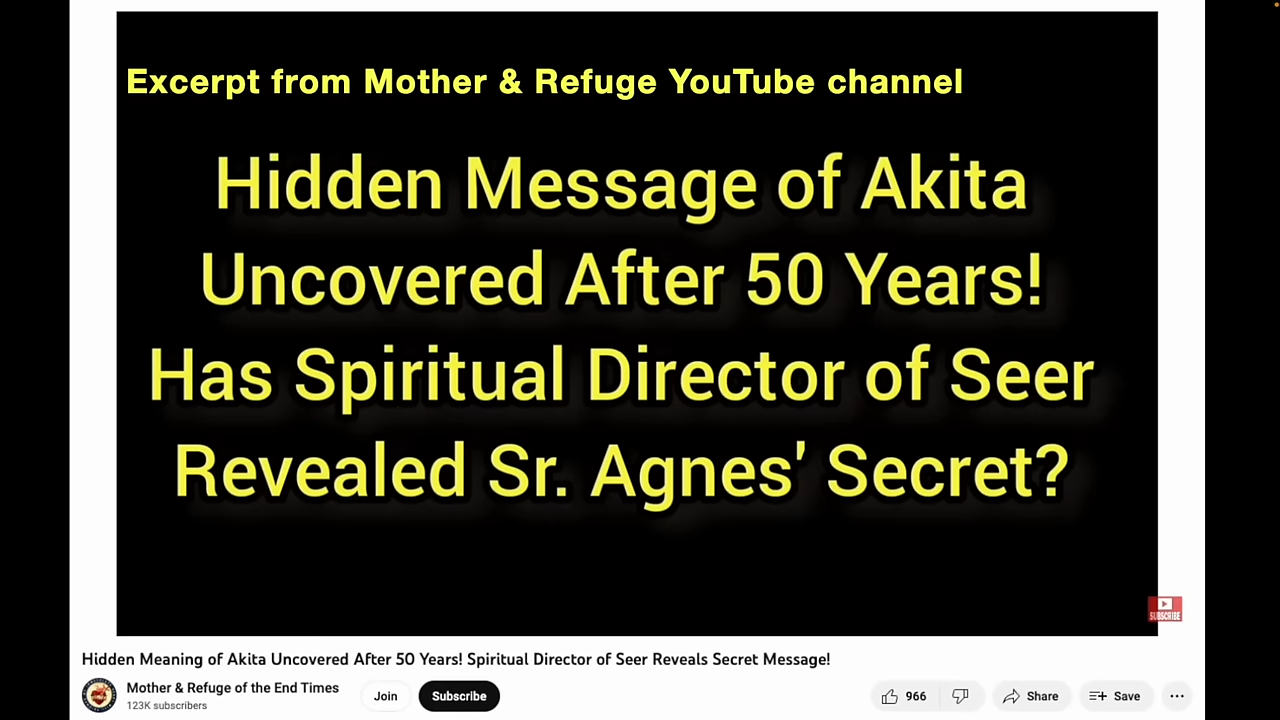 Excerpt from Mother & Refuge YouTube channel
Hidden Message of Akita
Uncovered After 50 Years!
Has Spiritual Director of Seer
Revealed Sr. Agnes' Secret?
SUBSCRIBE
Hidden Meaning of Akita Uncovered After 50 Years! Spiritual Director of Seer Reveals Secret Message!
Mother & Refuge of the End Times
123K subscribers
Join
Subscribe
966
Share
Save